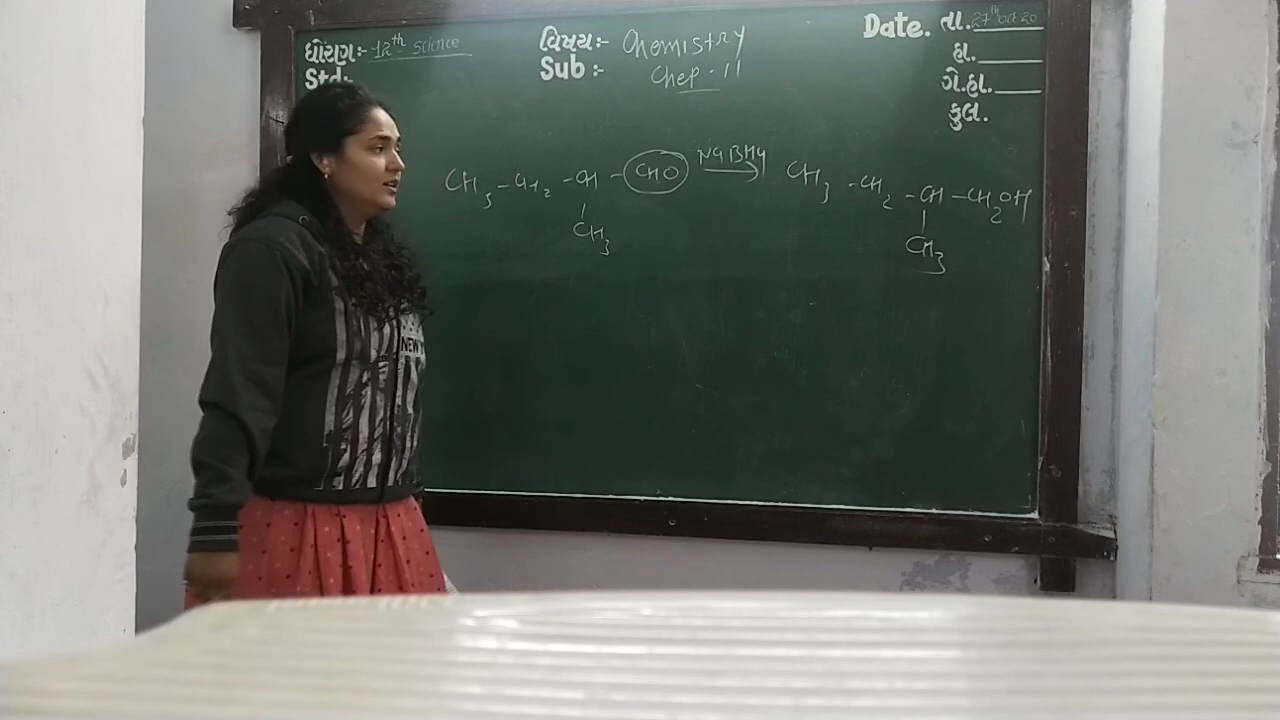 ધોરણ:- 12th Science
Std:-
વિષય:- Chemistry
Sub :- Chep-11
Date. તા. 27th oct 20
હા.
ગે.હા.
કુલ.
CH3 - CH2 - CH - CHO NaBH4 → CH3 - CH2 - CH - CH2OH
CH3 CH3
NEW Y